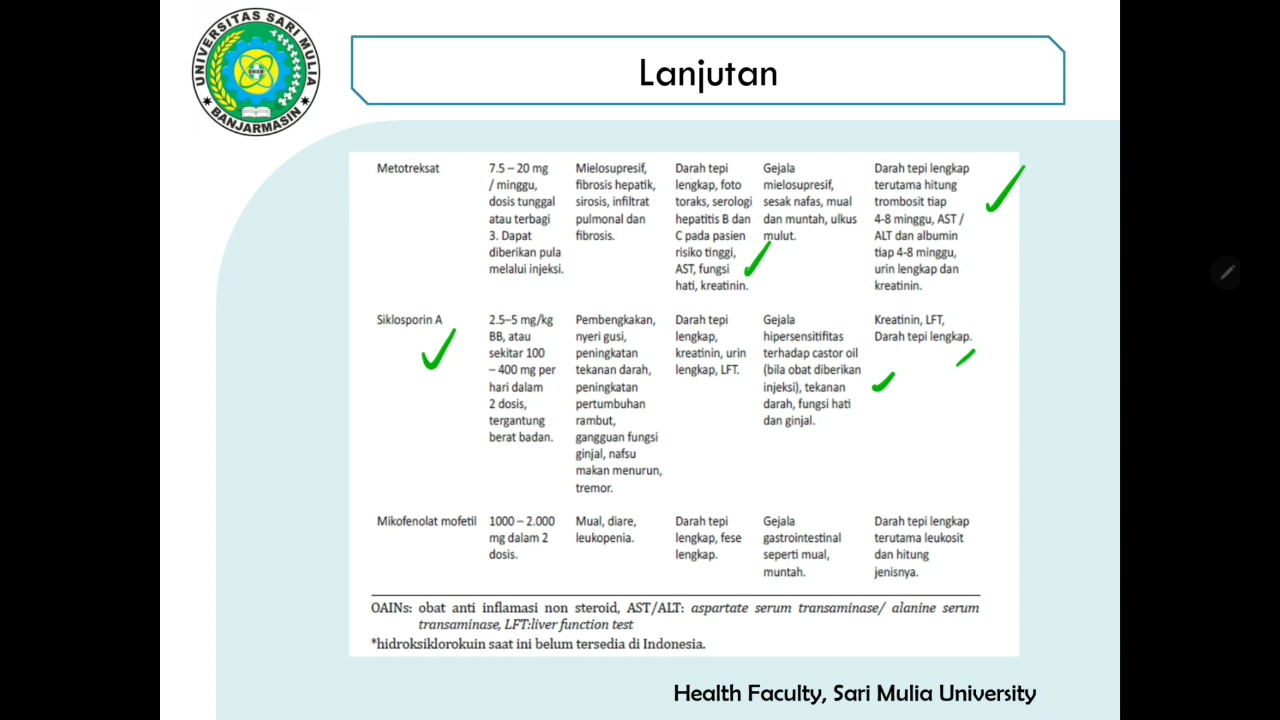 UNIVERSITAS SARI MULIA
BANJARMASIN
Lanjutan
Metotreksat
7.5 – 20 mg
/ minggu,
dosis tunggal
atau terbagi
3. Dapat
diberikan pula
melalui injeksi.
Mielosupresif,
fibrosis hepatik,
sirosis, infiltrat
pulmonal dan
fibrosis.
Darah tepi
lengkap, foto
toraks, serologi
hepatitis B dan
C pada pasien
risiko tinggi,
AST, fungsi
hati, kreatinin.
Gejala
mielosupresif,
sesak nafas, mual
dan muntah, ulkus
mulut.
Darah tepi lengkap
terutama hitung
trombosit tiap
4-8 minggu, AST /
ALT dan albumin
tiap 4-8 minggu,
urin lengkap dan
kreatinin.
Siklosporin A
2.5–5 mg/kg
BB, atau
sekitar 100
– 400 mg per
hari dalam
2 dosis,
tergantung
berat badan.
Pembengkakan,
nyeri gusi,
peningkatan
tekanan darah,
peningkatan
pertumbuhan
rambut,
gangguan fungsi
ginjal, nafsu
makan menurun,
tremor.
Darah tepi
lengkap,
kreatinin, urin
lengkap, LFT.
Gejala
hipersensitifitas
terhadap castor oil
(bila obat diberikan
injeksi), tekanan
darah, fungsi hati
dan ginjal.
Kreatinin, LFT,
Darah tepi lengkap.
Mikofenolat mofetil
1000 – 2.000
mg dalam 2
dosis.
Mual, diare,
leukopenia.
Darah tepi
lengkap, fese
lengkap.
Gejala
gastrointestinal
seperti mual,
muntah.
Darah tepi lengkap
terutama leukosit
dan hitung
jenisnya.
OAINs: obat anti inflamasi non steroid, AST/ALT: aspartate serum transaminase/ alanine serum
transaminase, LFT:liver function test
*hidroksiklorokuin saat ini belum tersedia di Indonesia.
Health Faculty, Sari Mulia University